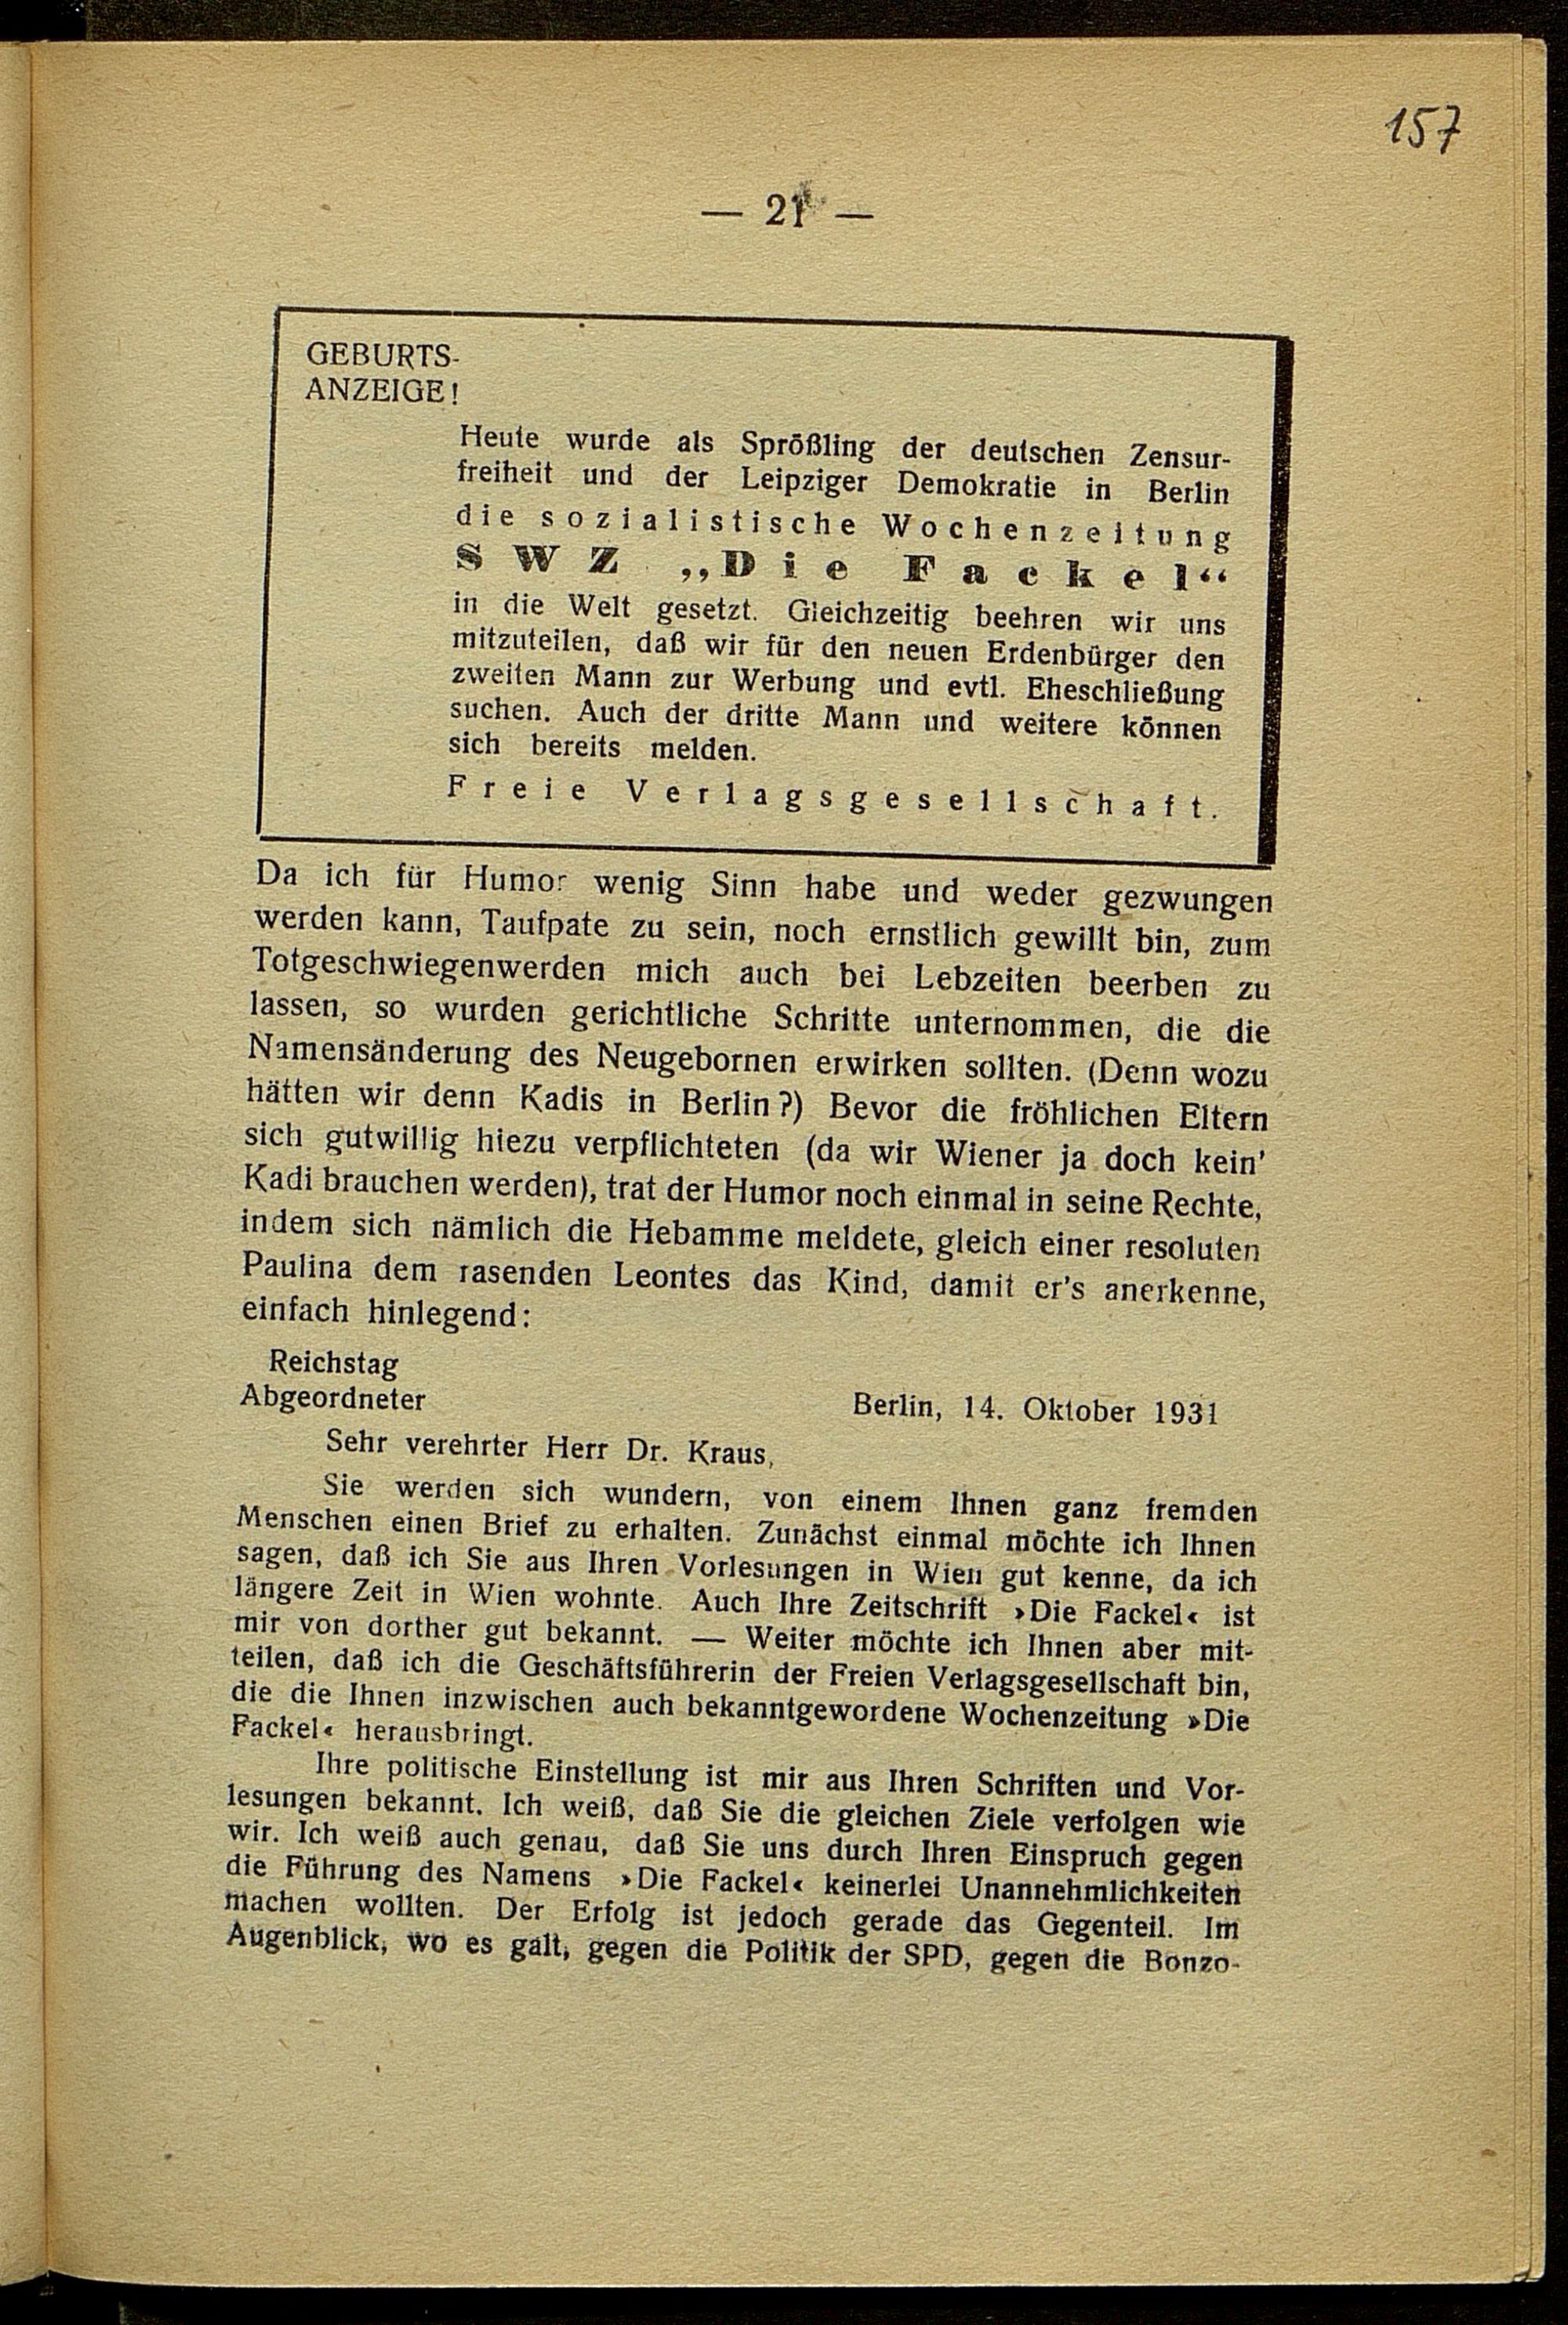 157
— 21 —
GEBURTS-
ANZEIGE!
Heute wurde als Sprößling der deutschen Zensur-
freiheit und der Leipziger Demokratie in Berlin
die sozialistische Wochenzeitung
SWZ „Die Fackel“
in die Welt gesetzt. Gleichzeitig beehren wir uns
mitzuteilen, daß wir für den neuen Erdenbürger den
zweiten Mann zur Werbung und evtl. Eheschließung
suchen. Auch der dritte Mann und weitere können
sich bereits melden.
Freie Verlagsgesellschaft.
Da ich für Humor wenig Sinn habe und weder gezwungen
werden kann, Taufpate zu sein, noch ernstlich gewillt bin, zum
Totgeschwiegenwerden mich auch bei Lebzeiten beerben zu
lassen, so wurden gerichtliche Schritte unternommen, die die
Namensänderung des Neugebornen erwirken sollten. (Denn wozu
hätten wir denn Kadis in Berlin?) Bevor die fröhlichen Eltern
sich gutwillig hiezu verpflichteten (da wir Wiener ja doch kein'
Kadi brauchen werden), trat der Humor noch einmal in seine Rechte,
indem sich nämlich die Hebamme meldete, gleich einer resoluten
Paulina dem rasenden Leontes das Kind, damit er's anerkenne,
einfach hinlegend:
Reichstag
Abgeordneter
Berlin, 14. Oktober 1931
Sehr verehrter Herr Dr. Kraus,
Sie werden sich wundern, von einem Ihnen ganz fremden
Menschen einen Brief zu erhalten. Zunächst einmal möchte ich Ihnen
sagen, daß ich Sie aus Ihren Vorlesungen in Wien gut kenne, da ich
längere Zeit in Wien wohnte. Auch Ihre Zeitschrift ›Die Fackel‹ ist
mir von dorther gut bekannt. — Weiter möchte ich Ihnen aber mit-
teilen, daß ich die Geschäftsführerin der Freien Verlagsgesellschaft bin,
die die Ihnen inzwischen auch bekanntgewordene Wochenzeitung »Die
Fackel« herausbringt.
Ihre politische Einstellung ist mir aus Ihren Schriften und Vor-
lesungen bekannt. Ich weiß, daß Sie die gleichen Ziele verfolgen wie
wir. Ich weiß auch genau, daß Sie uns durch Ihren Einspruch gegen
die Führung des Namens ›Die Fackel‹ keinerlei Unannehmlichkeiten
machen wollten. Der Erfolg ist jedoch gerade das Gegenteil. Im
Augenblick, wo es galt, gegen die Politik der SPD, gegen die Bonzo-